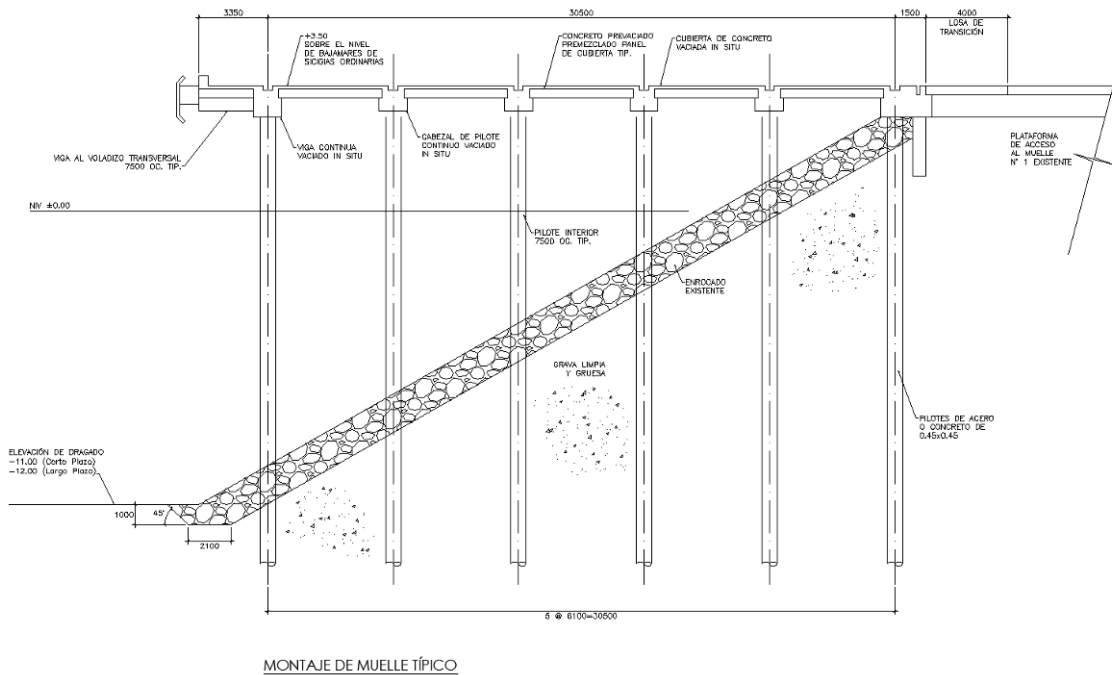 3350
30500
1500
4000
LOSA DE
TRANSICIÓN
+3.50
SOBRE EL NIVEL
DE BAJAMARES DE
SICIGIAS ORDINARIAS
CONCRETO PREVACIADO
PREMEZCLADO PANEL
DE CUBIERTA TIP.
CUBIERTA DE CONCRETO
VACIADA IN SITU
VIGA AL VOLADIZO TRANSVERSAL
7500 OC. TIP.
VIGA CONTINUA
VACIADO IN SITU
CABEZAL DE PILOTE
CONTINUO VACIADO
IN SITU
PLATAFORMA
DE ACCESO
AL MUELLE
N° 1 EXISTENTE
NIV ±0.00
PILOTE INTERIOR
7500 OC. TIP.
ENROCADO
EXISTENTE
GRAVA LIMPIA
Y GRUESA
PILOTES DE ACERO
O CONCRETO DE
0.45x0.45
ELEVACIÓN DE DRAGADO
-11.00 (Corto Plazo)
-12.00 (Largo Plazo)
1000
45°
2100
5 @ 6100=30500
MONTAJE DE MUELLE TÍPICO